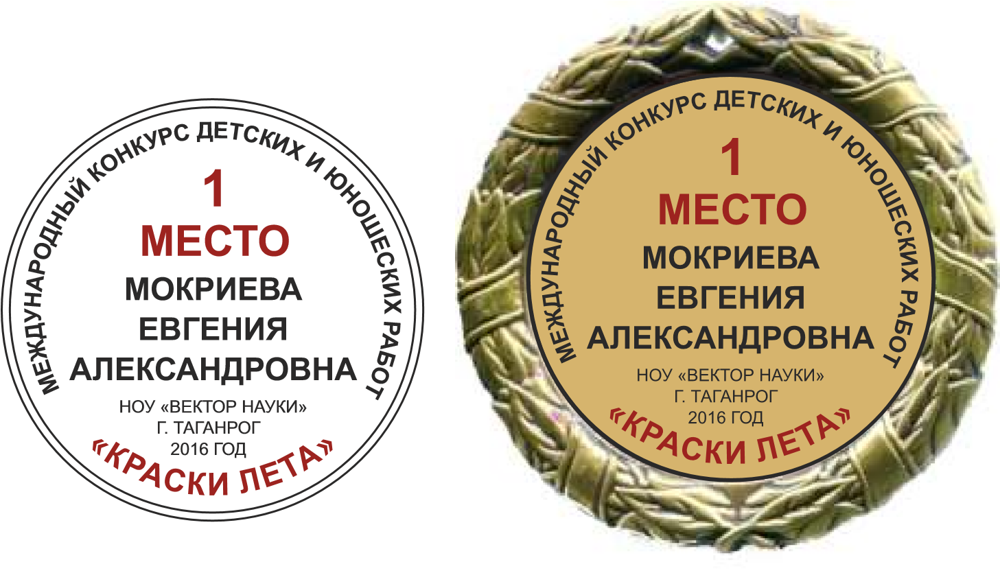 МЕЖДУНАРОДНЫЙ КОНКУРС ДЕТСКИХ И ЮНОШЕСКИХ РАБОТ
1
МЕСТО
МОКРИЕВА
ЕВГЕНИЯ
АЛЕКСАНДРОВНА
НОУ «ВЕКТОР НАУКИ»
Г. ТАГАНРОГ
2016 ГОД
«КРАСКИ ЛЕТА»
МЕЖДУНАРОДНЫЙ КОНКУРС ДЕТСКИХ И ЮНОШЕСКИХ РАБОТ
1
МЕСТО
МОКРИЕВА
ЕВГЕНИЯ
АЛЕКСАНДРОВНА
НОУ «ВЕКТОР НАУКИ»
Г. ТАГАНРОГ
2016 ГОД
«КРАСКИ ЛЕТА»